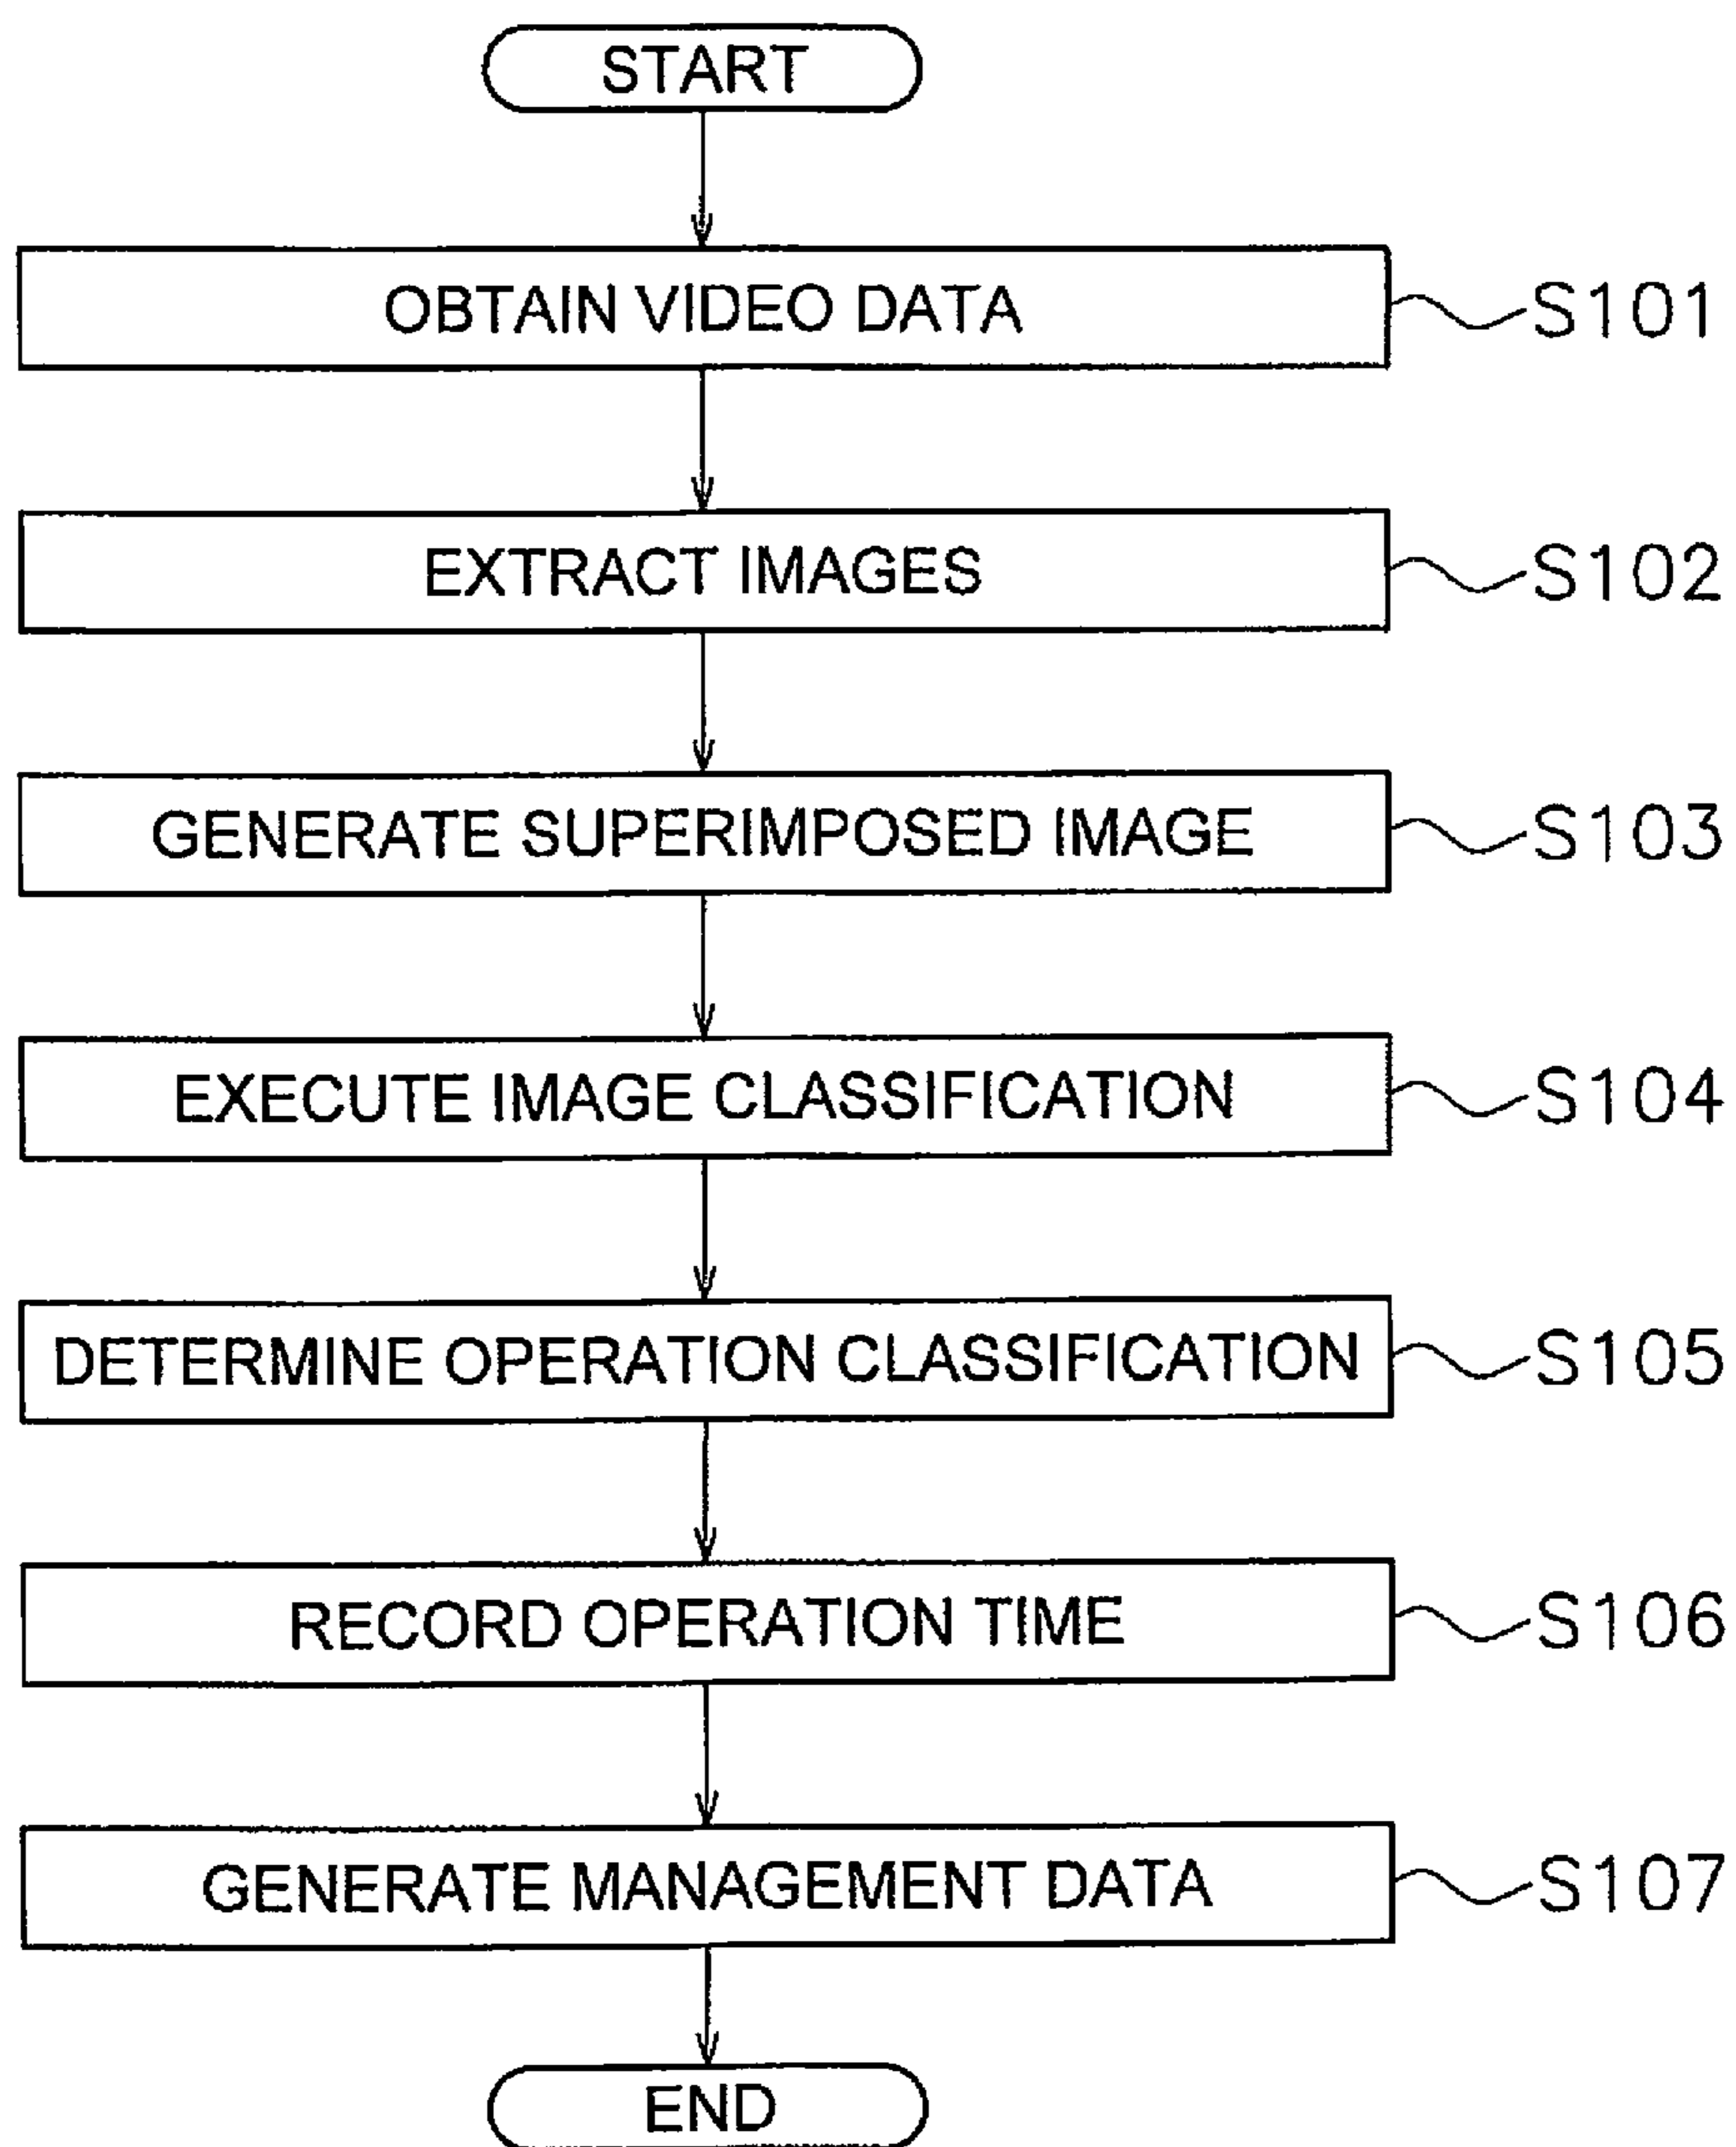 START
OBTAIN VIDEO DATA S101
EXTRACT IMAGES S102
GENERATE SUPERIMPOSED IMAGE S103
EXECUTE IMAGE CLASSIFICATION S104
DETERMINE OPERATION CLASSIFICATION S105
RECORD OPERATION TIME S106
GENERATE MANAGEMENT DATA S107
END